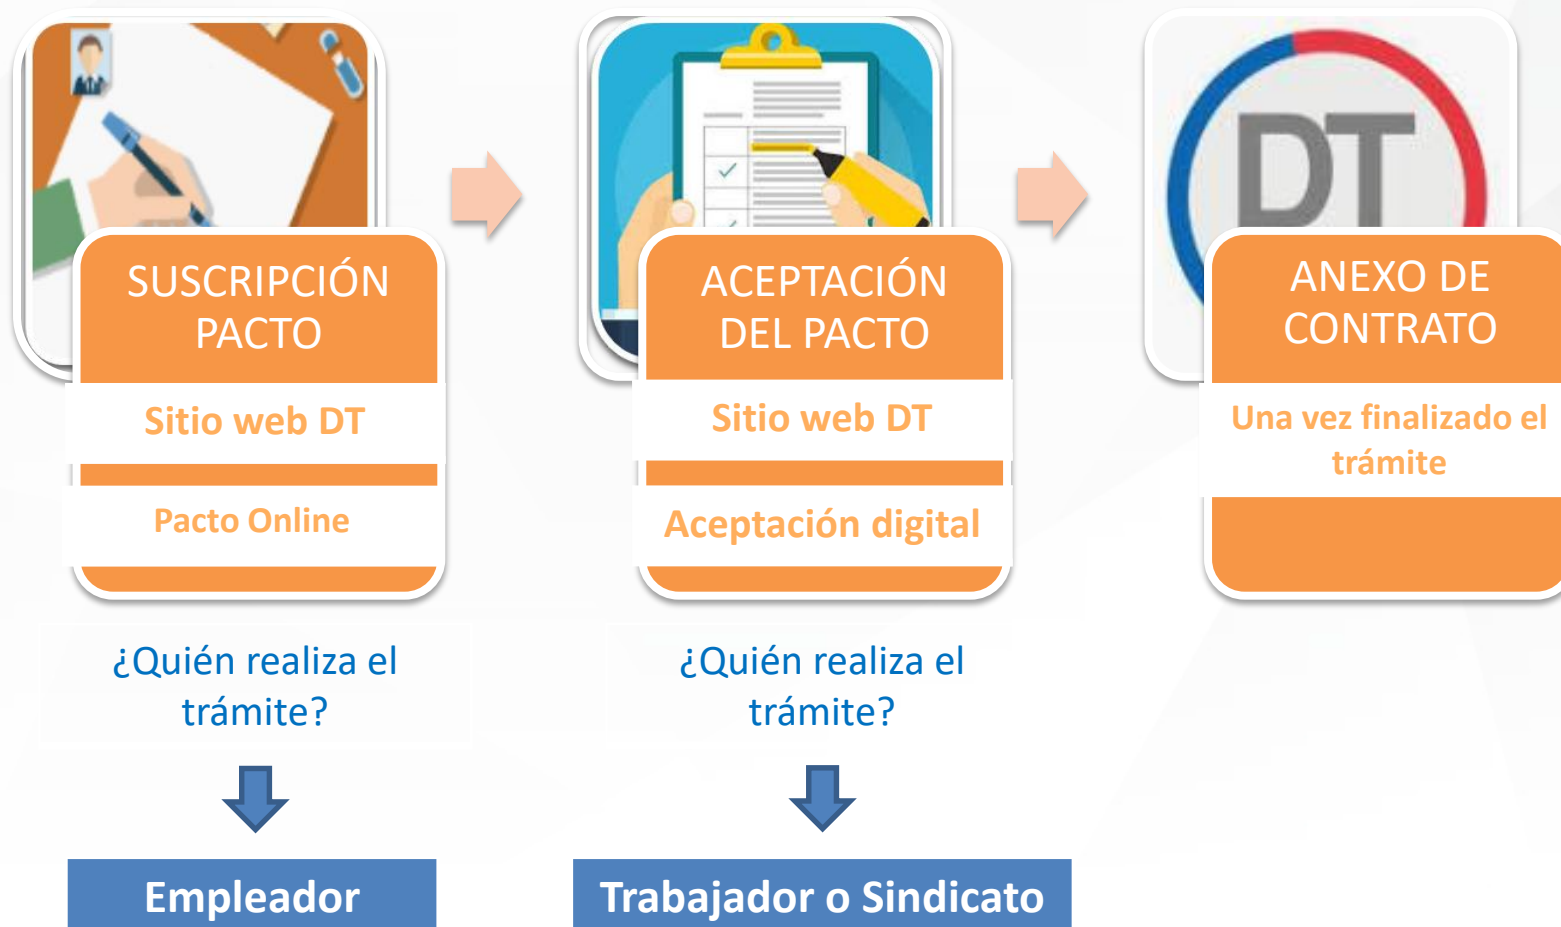 SUSCRIPCIÓN
PACTO
Sitio web DT
Pacto Online
¿Quién realiza el
trámite?
Empleador
ACEPTACIÓN
DEL PACTO
Sitio web DT
Aceptación digital
¿Quién realiza el
trámite?
Trabajador o Sindicato
DT
ANEXO DE
CONTRATO
Una vez finalizado el
trámite